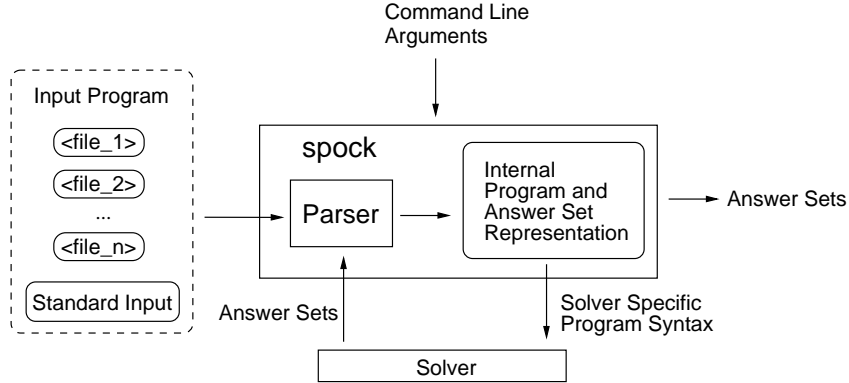 Command Line
Arguments
Input Program
<file_1>
<file_2>
...
<file_n>
Standard Input
spock
Parser
Internal
Program and
Answer Set
Representation
Answer Sets
Answer Sets
Solver Specific
Program Syntax
Solver